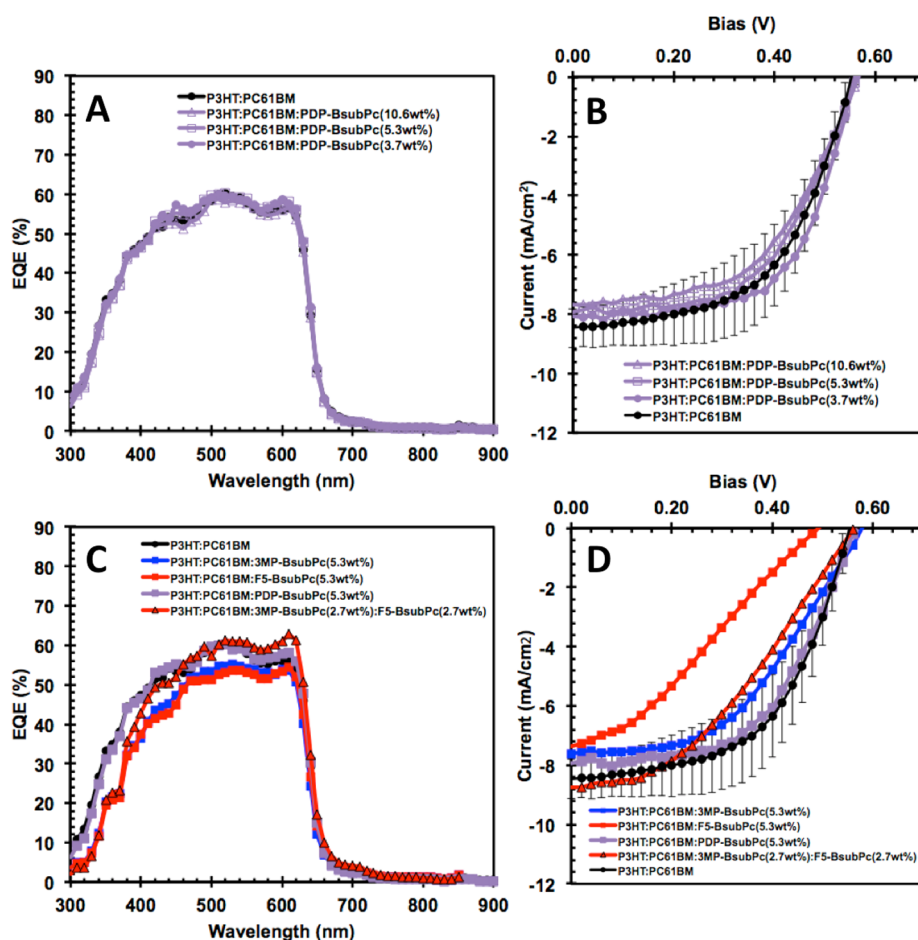 A
P3HT:PC61BM
P3HT:PC61BM:PDP-BsubPc(10.6wt%)
P3HT:PC61BM:PDP-BsubPc(5.3wt%)
P3HT:PC61BM:PDP-BsubPc(3.7wt%)
EQE (%)
90
80
70
60
50
40
30
20
10
0
300 400 500 600 700 800 900
Wavelength (nm)
Bias (V)
0.00 0.20 0.40 0.60
B
Current (mA/cm2)
0
-2
-4
-6
-8
-10
-12
P3HT:PC61BM:PDP-BsubPc(10.6wt%)
P3HT:PC61BM:PDP-BsubPc(5.3wt%)
P3HT:PC61BM:PDP-BsubPc(3.7wt%)
P3HT:PC61BM
C
P3HT:PC61BM
P3HT:PC61BM:3MP-BsubPc(5.3wt%)
P3HT:PC61BM:F5-BsubPc(5.3wt%)
P3HT:PC61BM:PDP-BsubPc(5.3wt%)
P3HT:PC61BM:3MP-BsubPc(2.7wt%):F5-BsubPc(2.7wt%)
EQE (%)
90
80
70
60
50
40
30
20
10
0
300 400 500 600 700 800 900
Wavelength (nm)
Bias (V)
0.00 0.20 0.40 0.60
D
Current (mA/cm2)
0
-2
-4
-6
-8
-10
-12
P3HT:PC61BM:3MP-BsubPc(5.3wt%)
P3HT:PC61BM:F5-BsubPc(5.3wt%)
P3HT:PC61BM:PDP-BsubPc(5.3wt%)
P3HT:PC61BM:3MP-BsubPc(2.7wt%):F5-BsubPc(2.7wt%)
P3HT:PC61BM